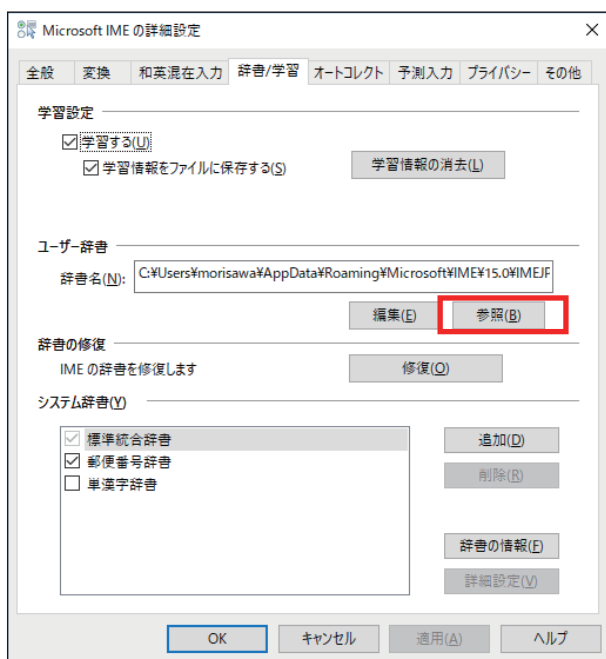 Microsoft IME の詳細設定
全般 変換 和英混在入力 辞書/学習 オートコレクト 予測入力 プライバシー その他
学習設定
学習する(U)
学習情報をファイルに保存する(S) 学習情報の消去(L)
ユーザー辞書
辞書名(N): C:¥Users¥morisawa¥AppData¥Roaming¥Microsoft¥IME¥15.0¥IMEJP
編集(E) 参照(B)
辞書の修復
IME の辞書を修復します 修復(O)
システム辞書(Y)
標準統合辞書 追加(D)
郵便番号辞書
削除(R)
単漢字辞書
辞書の情報(F)
詳細設定(V)
OK キャンセル 適用(A) ヘルプ